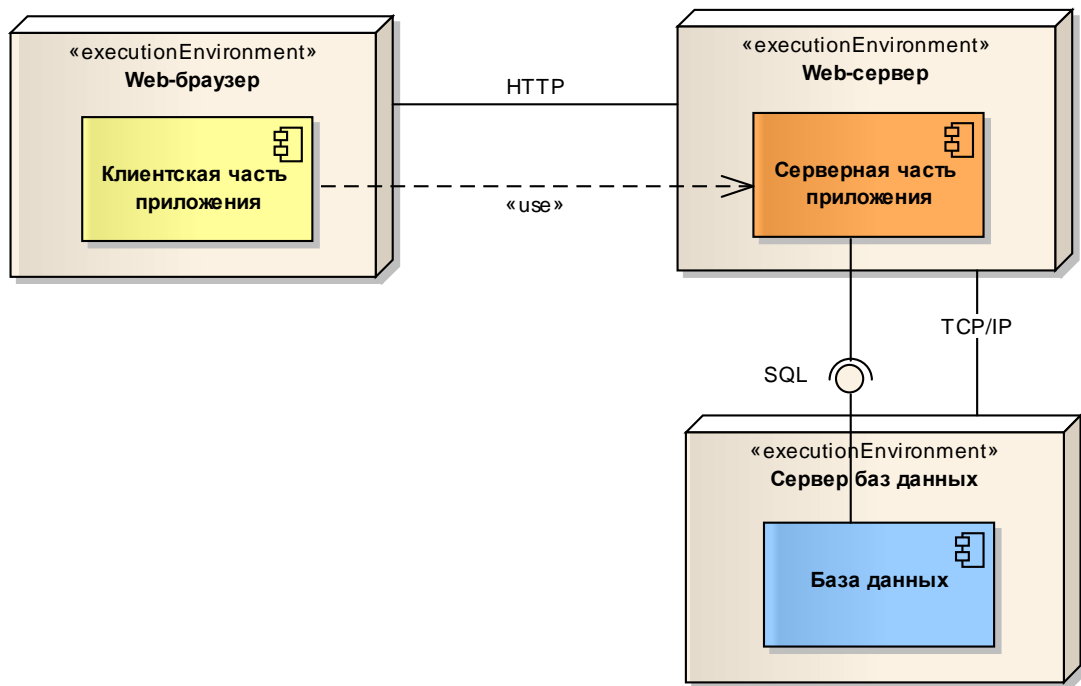 «executionEnvironment»
Web-браузер
Клиентская часть
приложения
HTTP
«use»
«executionEnvironment»
Web-сервер
Серверная часть
приложения
TCP/IP
SQL
«executionEnvironment»
Сервер баз данных
База данных